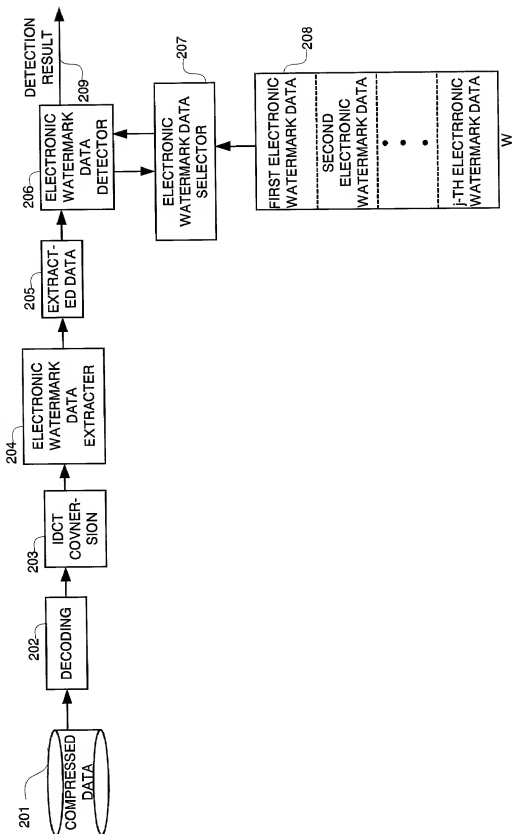 201
COMPRESSED
DATA
202
DECODING
203
IDCT
COVNER-
SION
204
ELECTRONIC
WATERMARK
DATA
EXTRACTER
205
EXTRACT-
ED DATA
206
ELECTRONIC
WATERMARK
DATA
DETECTOR
DETECTION
RESULT
209
207
ELECTRONIC
WATERMARK DATA
SELECTOR
208
FIRST ELECTRONIC
WATERMARK DATA
SECOND
ELECTRONIC
WATERMARK DATA
• • •
j-TH ELECTRRONIC
WATERMARK DATA
W